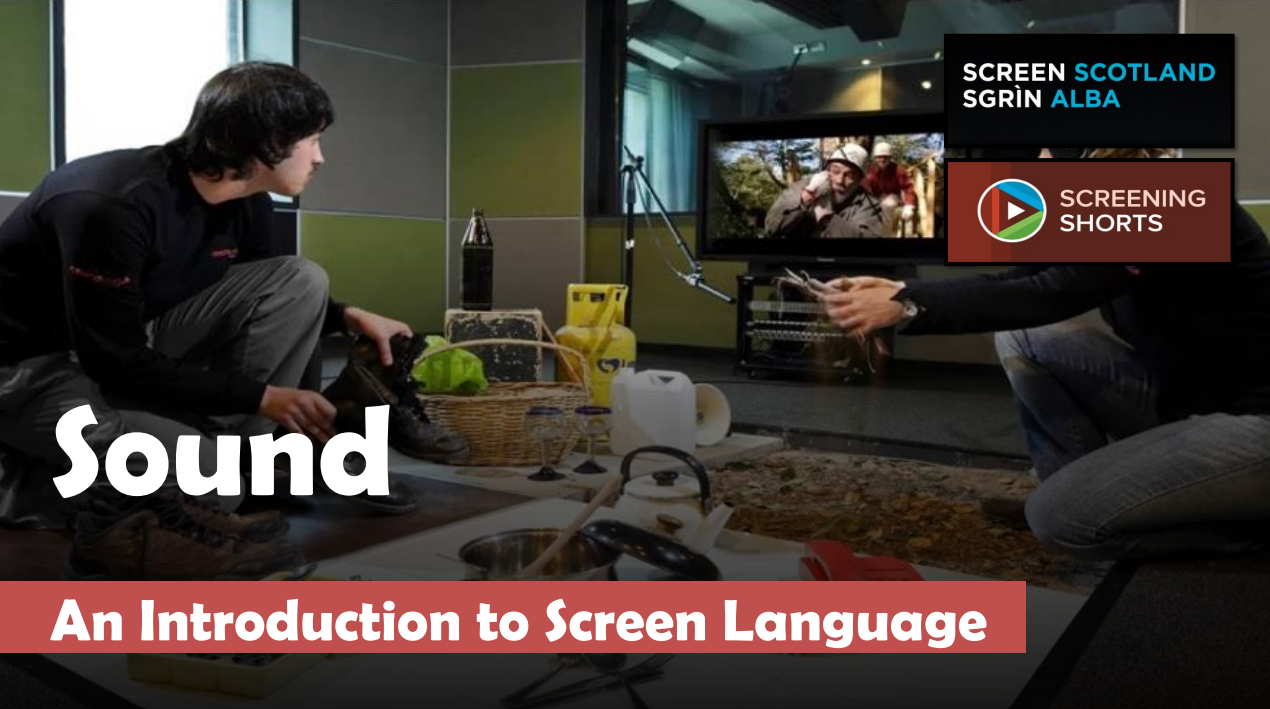 SCREEN SCOTLAND
SGRÌN ALBA
SCREENING
SHORTS
Sound
An Introduction to Screen Language